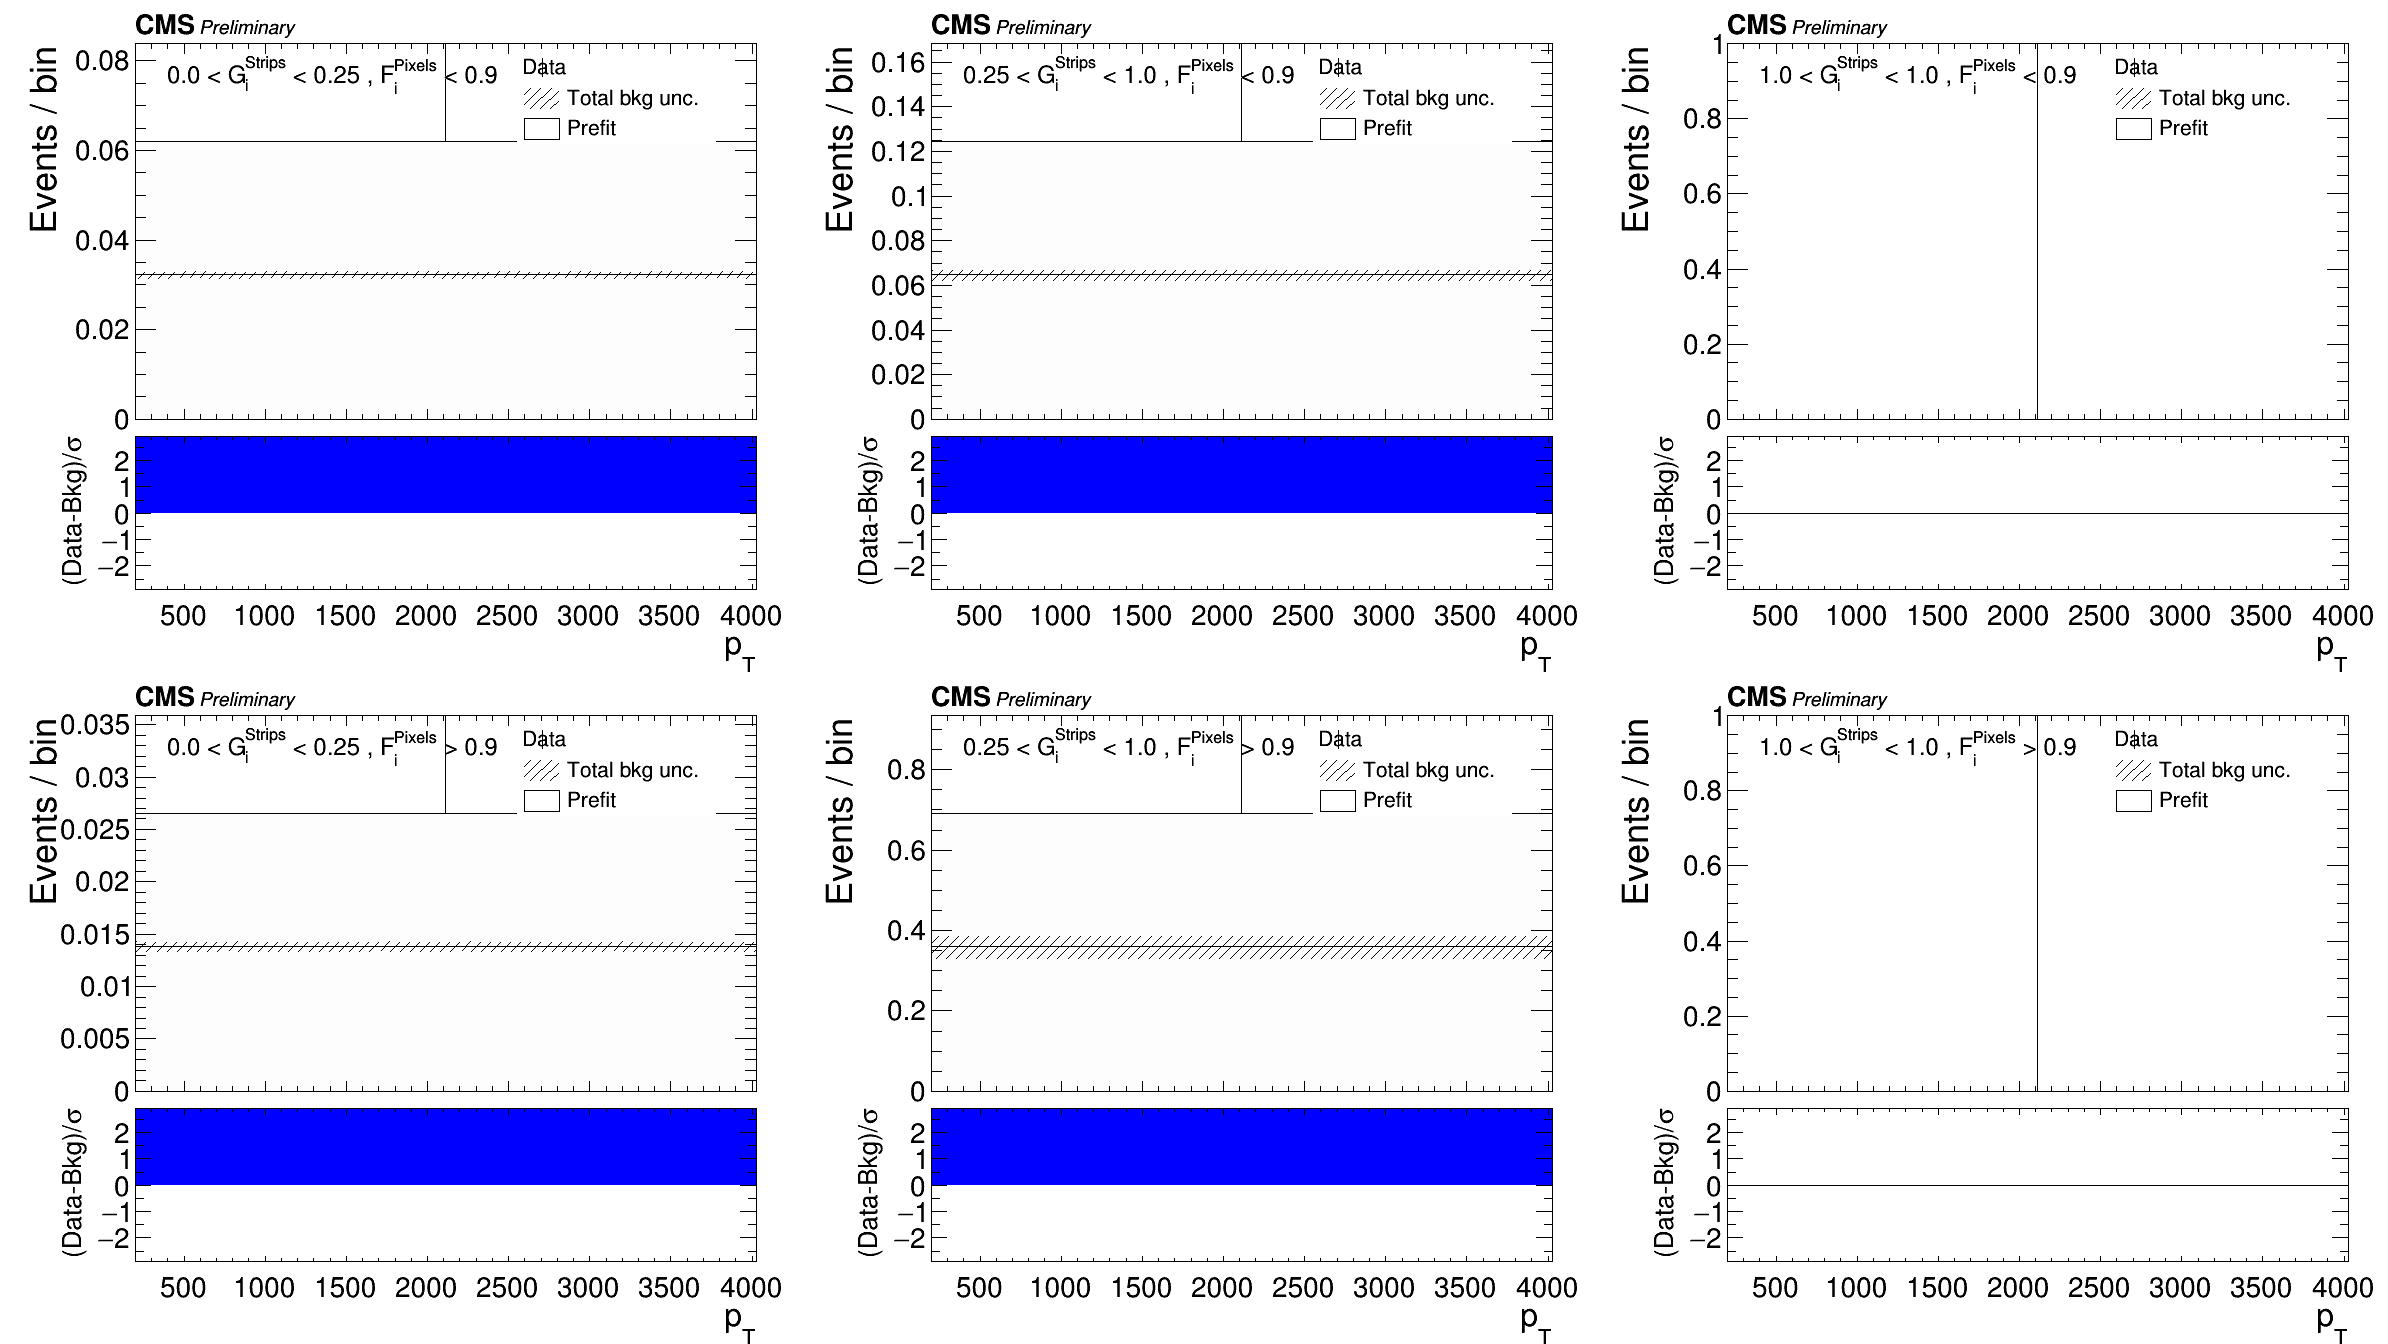 CMS Preliminary
Events / bin
0.08
0.06
0.04
0.02
0
0.0 < G_i^Strips < 0.25 , F_i^Pixels < 0.9
Data
Total bkg unc.
Prefit
(Data-Bkg)/σ
2
1
0
−1
−2
500 1000 1500 2000 2500 3000 3500 4000
p_T
CMS Preliminary
Events / bin
0.16
0.14
0.12
0.1
0.08
0.06
0.04
0.02
0
0.25 < G_i^Strips < 1.0 , F_i^Pixels < 0.9
Data
Total bkg unc.
Prefit
(Data-Bkg)/σ
2
1
0
−1
−2
500 1000 1500 2000 2500 3000 3500 4000
p_T
CMS Preliminary
Events / bin
1
0.8
0.6
0.4
0.2
0
1.0 < G_i^Strips < 1.0 , F_i^Pixels < 0.9
Data
Total bkg unc.
Prefit
(Data-Bkg)/σ
2
1
0
−1
−2
500 1000 1500 2000 2500 3000 3500 4000
p_T
CMS Preliminary
Events / bin
0.035
0.03
0.025
0.02
0.015
0.01
0.005
0
0.0 < G_i^Strips < 0.25 , F_i^Pixels > 0.9
Data
Total bkg unc.
Prefit
(Data-Bkg)/σ
2
1
0
−1
−2
500 1000 1500 2000 2500 3000 3500 4000
p_T
CMS Preliminary
Events / bin
0.8
0.6
0.4
0.2
0
0.25 < G_i^Strips < 1.0 , F_i^Pixels > 0.9
Data
Total bkg unc.
Prefit
(Data-Bkg)/σ
2
1
0
−1
−2
500 1000 1500 2000 2500 3000 3500 4000
p_T
CMS Preliminary
Events / bin
1
0.8
0.6
0.4
0.2
0
1.0 < G_i^Strips < 1.0 , F_i^Pixels > 0.9
Data
Total bkg unc.
Prefit
(Data-Bkg)/σ
2
1
0
−1
−2
500 1000 1500 2000 2500 3000 3500 4000
p_T